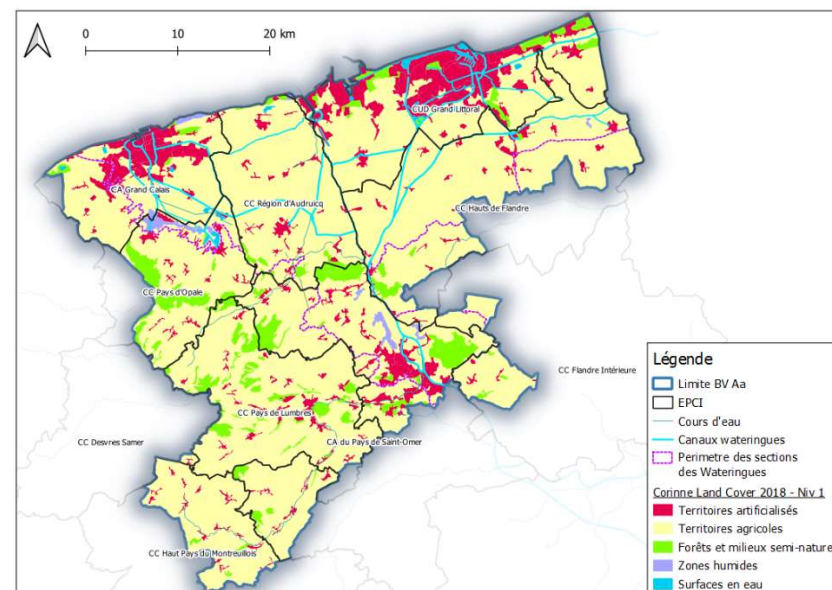 0 10 20 km
CUD Grand Littoral
CA Grand Calais
CC Région d'Audruicq
CC Hauts de Flandre
CC Pays d'Opale
CC Flandre Intérieure
CC Pays de Lumbres
CC Desvres Samer
CA du Pays de Saint-Omer
CC Haut Pays du Montreuillois
Légende
Limite BV Aa
EPCI
Cours d'eau
Canaux wateringues
Perimetre des sections
des Wateringues
Corinne Land Cover 2018 - Niv 1
Territoires artificialisés
Territoires agricoles
Forêts et milieux semi-nature
Zones humides
Surfaces en eau